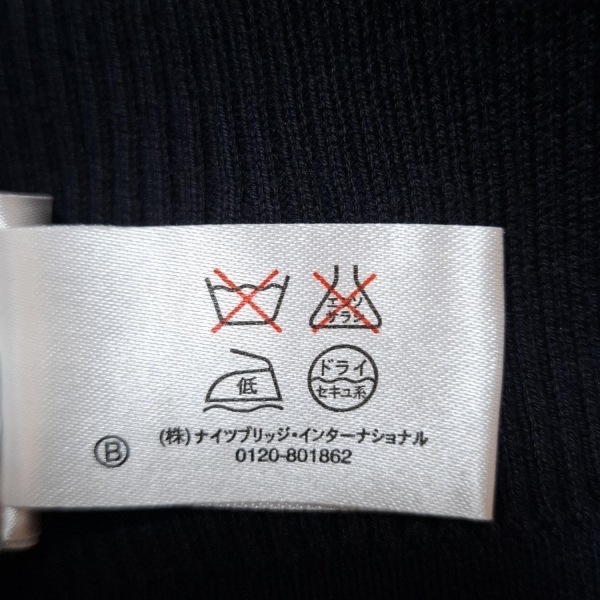 エンソ
サラシ
低
ドライ
セキユ系
(株)ナイツブリッジ・インターナショナル
B
0120-801862